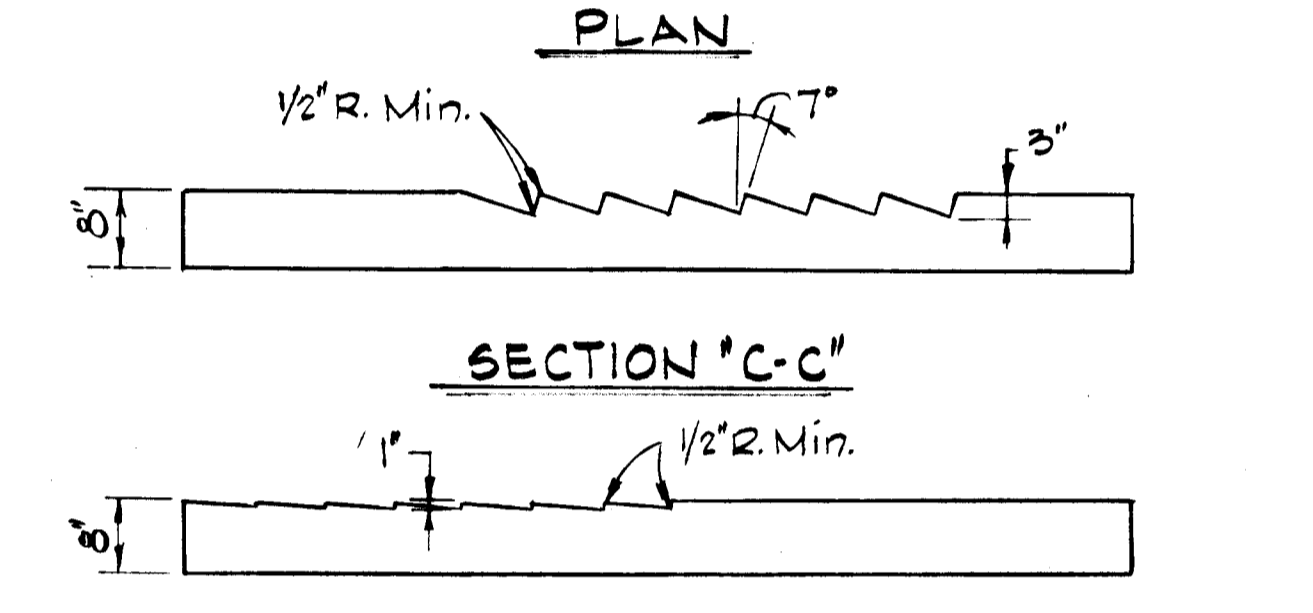 PLAN
1/2" R. Min.
7°
3"
8"
SECTION "C-C"
1"
1/2" R. Min.
8"